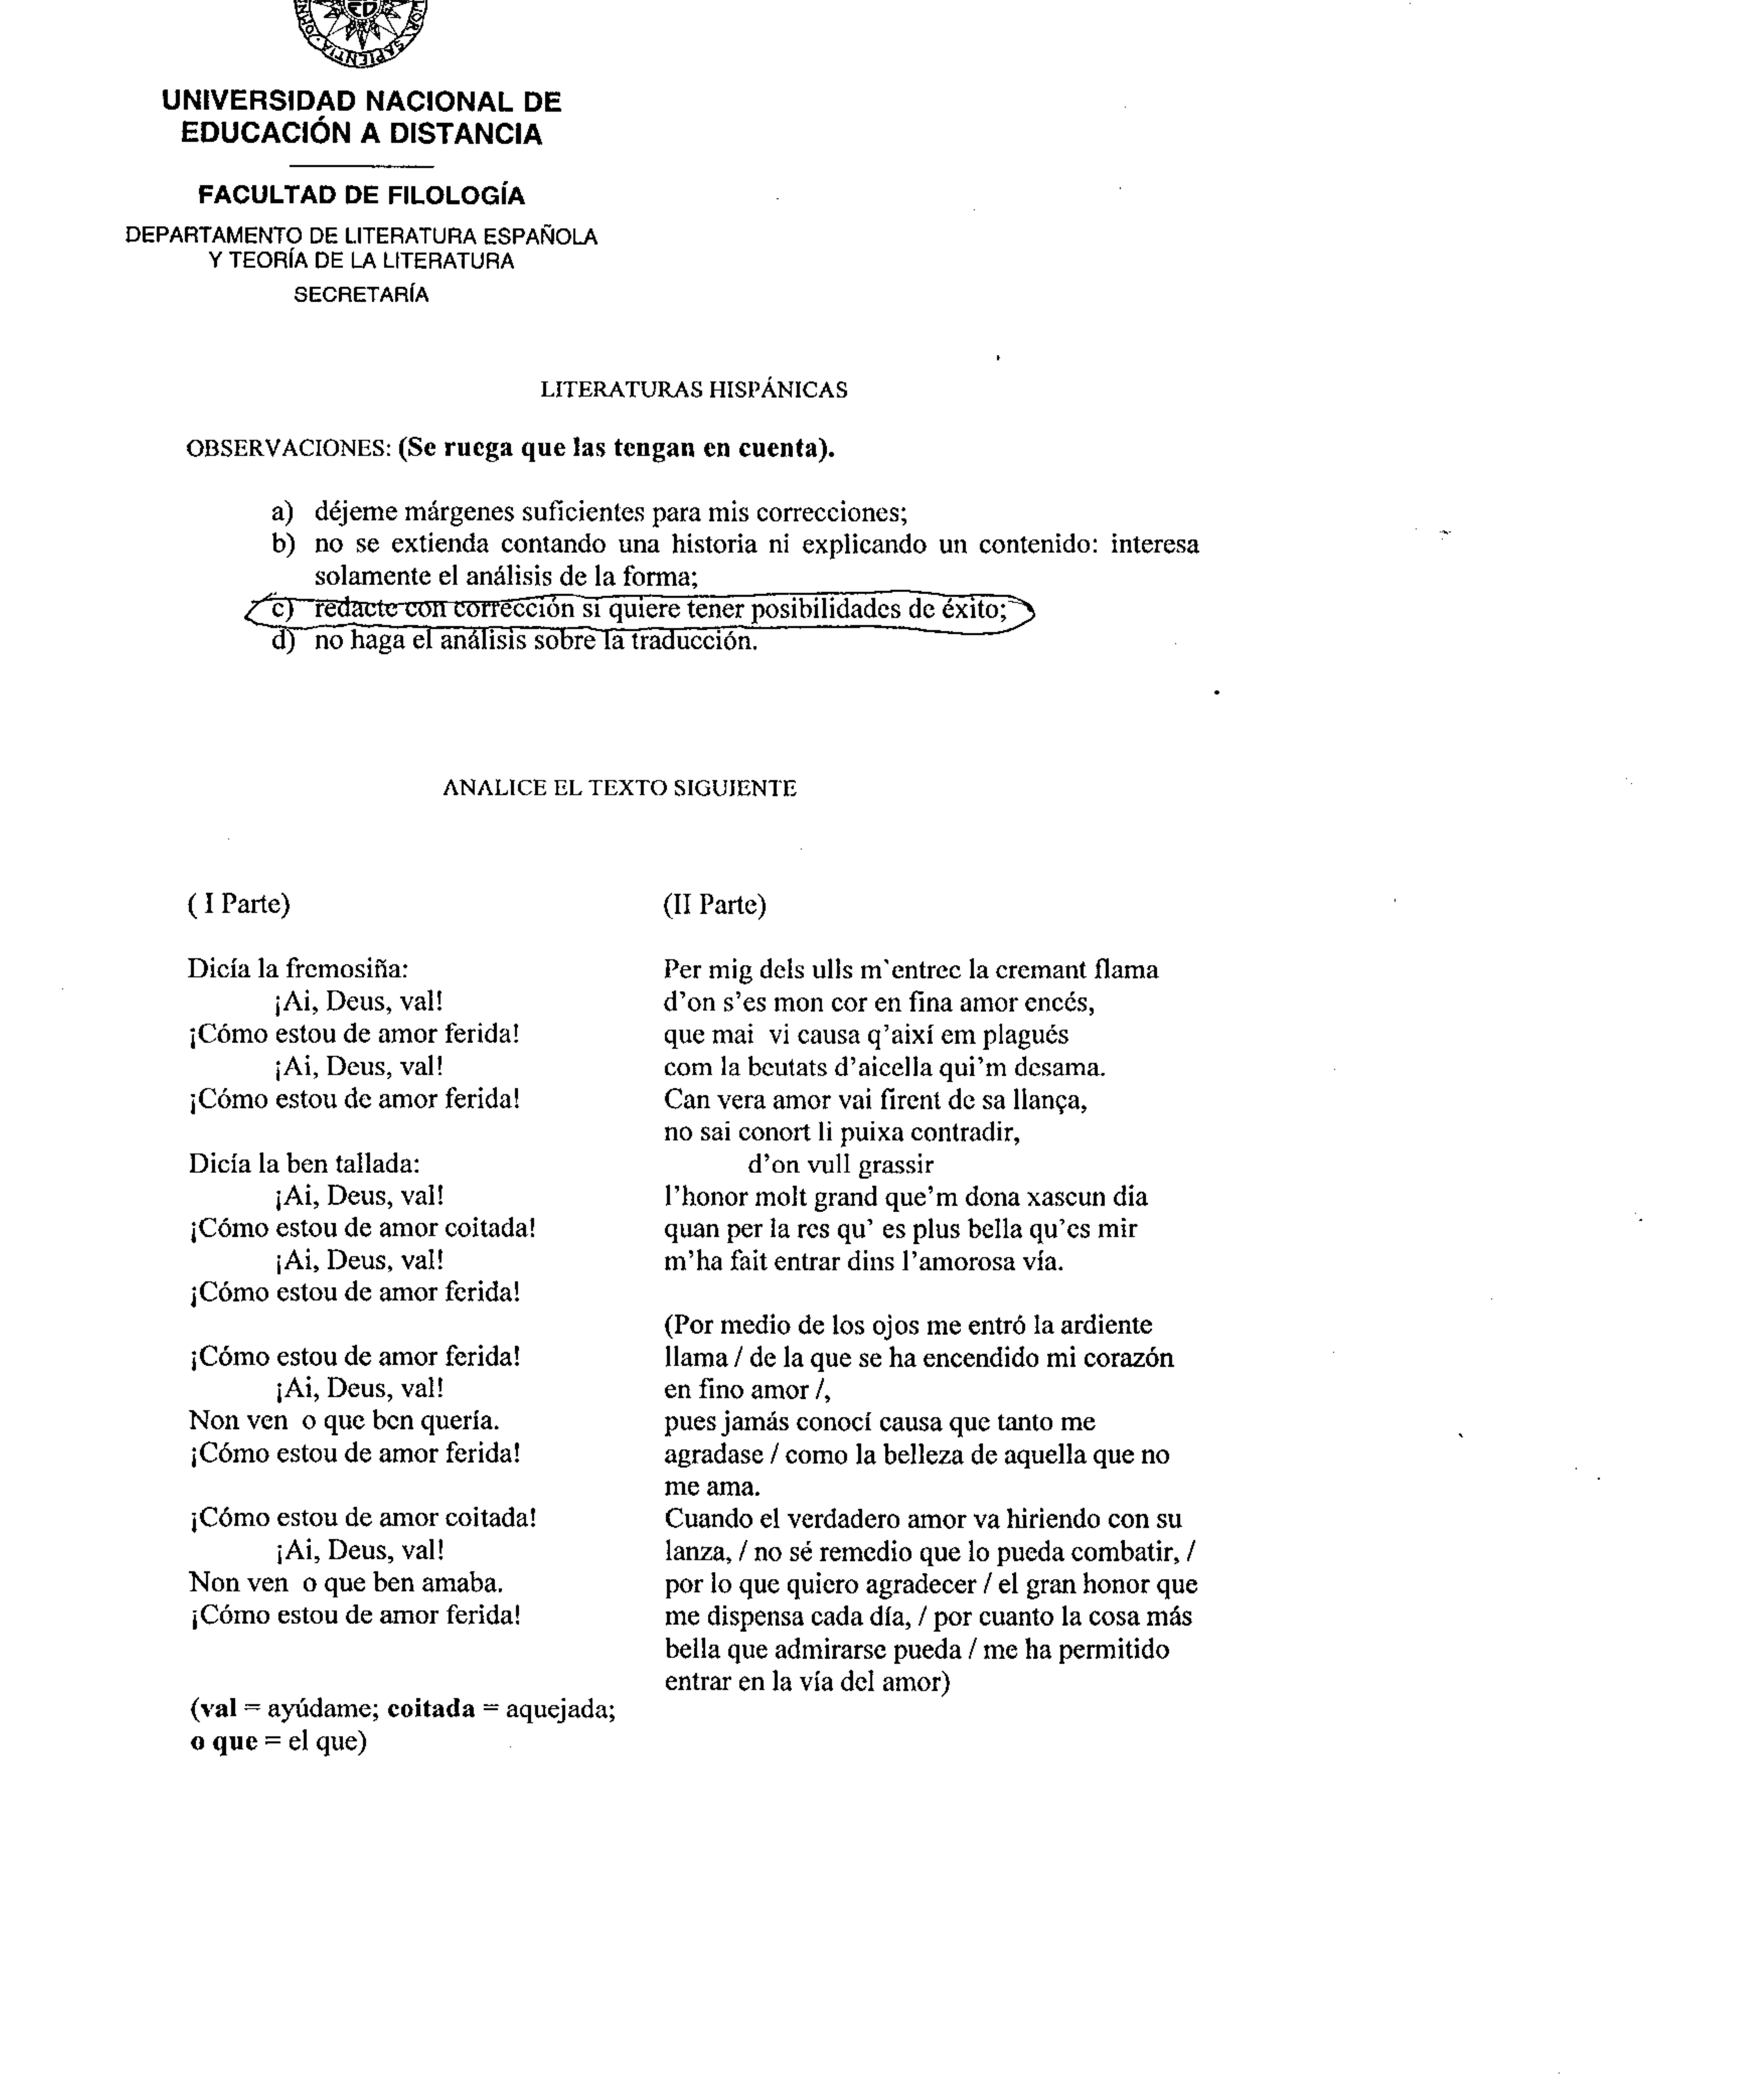 SAPIENTIA
UNIVERSIDAD NACIONAL DE
EDUCACIÓN A DISTANCIA
FACULTAD DE FILOLOGÍA
DEPARTAMENTO DE LITERATURA ESPAÑOLA
Y TEORÍA DE LA LITERATURA
SECRETARÍA
LITERATURAS HISPÁNICAS
OBSERVACIONES: (Se ruega que las tengan en cuenta).
a) déjeme márgenes suficientes para mis correcciones;
b) no se extienda contando una historia ni explicando un contenido: interesa
solamente el análisis de la forma;
c) redacte con corrección si quiere tener posibilidades de éxito;
d) no haga el análisis sobre la traducción.
ANALICE EL TEXTO SIGUIENTE
( I Parte)
Dicía la fremosiña:
¡Ai, Deus, val!
¡Cómo estou de amor ferida!
¡Ai, Deus, val!
¡Cómo estou de amor ferida!
Dicía la ben tallada:
¡Ai, Deus, val!
¡Cómo estou de amor coitada!
¡Ai, Deus, val!
¡Cómo estou de amor ferida!
¡Cómo estou de amor ferida!
¡Ai, Deus, val!
Non ven o que ben quería.
¡Cómo estou de amor ferida!
¡Cómo estou de amor coitada!
¡Ai, Deus, val!
Non ven o que ben amaba.
¡Cómo estou de amor ferida!
(val = ayúdame; coitada = aquejada;
o que = el que)
(II Parte)
Per mig dels ulls m`entrec la cremant flama
d'on s'es mon cor en fina amor encés,
que mai vi causa q'així em plagués
com la beutats d'aicella qui'm desama.
Can vera amor vai firent de sa llança,
no sai conort li puixa contradir,
d'on vull grassir
l'honor molt grand que'm dona xascun dia
quan per la res qu' es plus bella qu'es mir
m'ha fait entrar dins l'amorosa vía.
(Por medio de los ojos me entró la ardiente
llama / de la que se ha encendido mi corazón
en fino amor /,
pues jamás conocí causa que tanto me
agradase / como la belleza de aquella que no
me ama.
Cuando el verdadero amor va hiriendo con su
lanza, / no sé remedio que lo pueda combatir, /
por lo que quiero agradecer / el gran honor que
me dispensa cada día, / por cuanto la cosa más
bella que admirarse pueda / me ha permitido
entrar en la vía del amor)